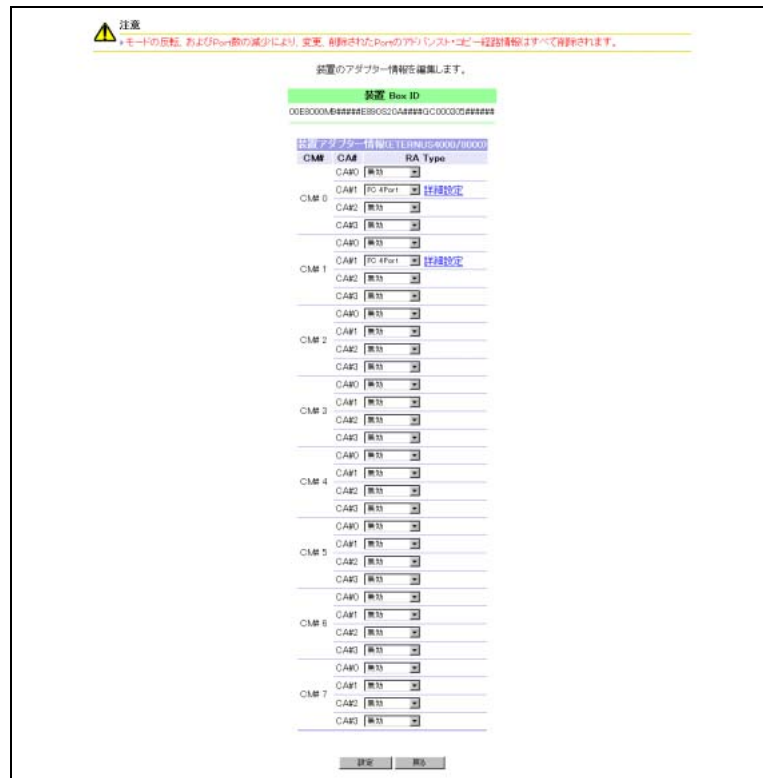 注意
・モードの反転、およびPort数の減少により、変更、削除されたPortのアドバンスト・コピー経路情報はすべて削除されます。
装置のアダプター情報を編集します。
装置 Box ID
00E8000M9#####E890S20A####GC000305######
装置アダプター情報(ETERNUS4000/8000)
CM# CA# RA Type
CM# 0
CA#0 無効
CA#1 FC 4Port 詳細設定
CA#2 無効
CA#3 無効
CM# 1
CA#0 無効
CA#1 FC 4Port 詳細設定
CA#2 無効
CA#3 無効
CM# 2
CA#0 無効
CA#1 無効
CA#2 無効
CA#3 無効
CM# 3
CA#0 無効
CA#1 無効
CA#2 無効
CA#3 無効
CM# 4
CA#0 無効
CA#1 無効
CA#2 無効
CA#3 無効
CM# 5
CA#0 無効
CA#1 無効
CA#2 無効
CA#3 無効
CM# 6
CA#0 無効
CA#1 無効
CA#2 無効
CA#3 無効
CM# 7
CA#0 無効
CA#1 無効
CA#2 無効
CA#3 無効
設定 戻る